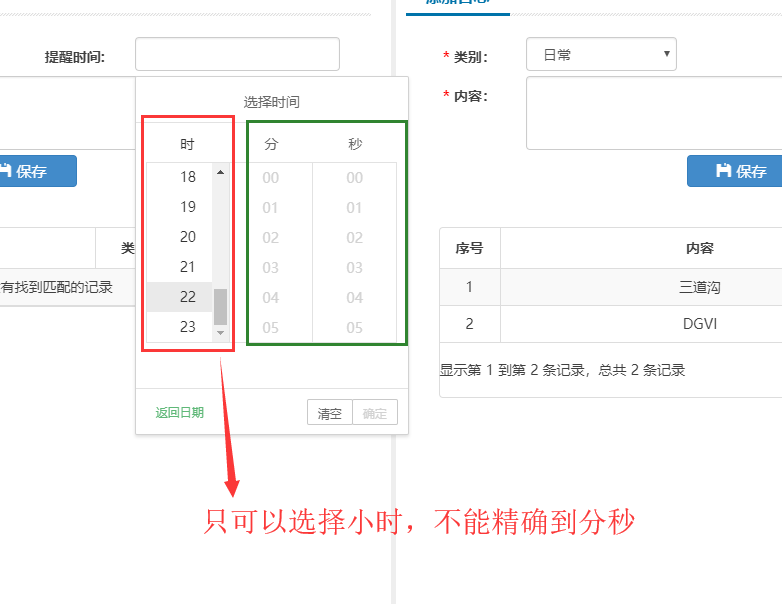 提醒时间:
选择时间
时 分 秒
18 00 00
19 01 01
20 02 02
21 03 03
22 04 04
23 05 05
返回日期 清空 确定
保存
类
有找到匹配的记录
添加日志
* 类别:
日常
* 内容:
保存
序号 内容
1 三道沟
2 DGVI
显示第 1 到第 2 条记录，总共 2 条记录
只可以选择小时，不能精确到分秒